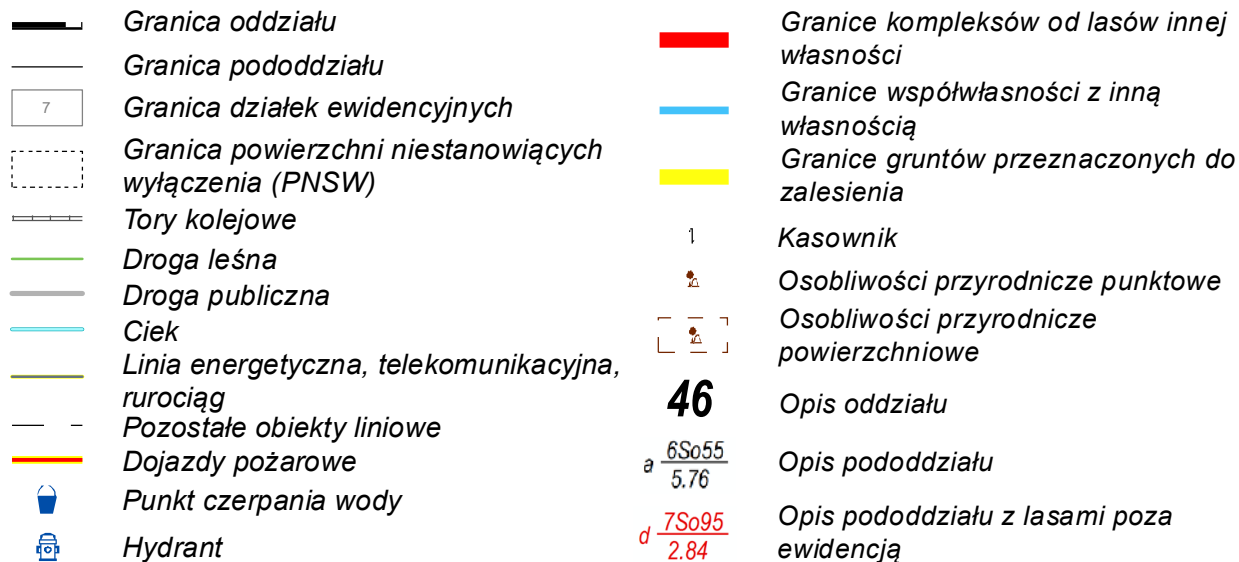 Granica oddziału
Granica pododdziału
7
Granica działek ewidencyjnych
Granica powierzchni niestanowiących
wyłączenia (PNSW)
Tory kolejowe
Droga leśna
Droga publiczna
Ciek
Linia energetyczna, telekomunikacyjna,
rurociąg
Pozostałe obiekty liniowe
Dojazdy pożarowe
Punkt czerpania wody
Hydrant
Granice kompleksów od lasów innej
własności
Granice współwłasności z inną
własnością
Granice gruntów przeznaczonych do
zalesienia
Kasownik
Osobliwości przyrodnicze punktowe
Osobliwości przyrodnicze
powierzchniowe
46
Opis oddziału
a 6So55
5.76
Opis pododdziału
d 7So95
2.84
Opis pododdziału z lasami poza
ewidencją